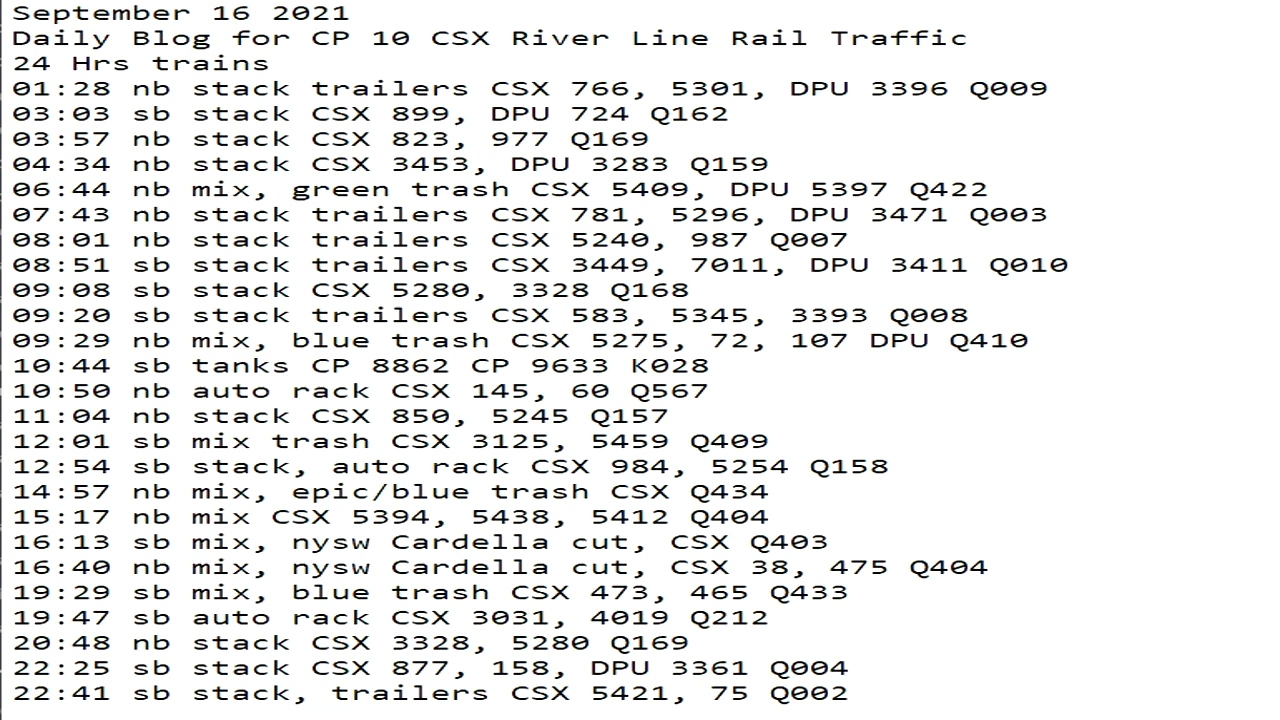 September 16 2021
Daily Blog for CP 10 CSX River Line Rail Traffic
24 Hrs trains
01:28 nb stack trailers CSX 766, 5301, DPU 3396 Q009
03:03 sb stack CSX 899, DPU 724 Q162
03:57 nb stack CSX 823, 977 Q169
04:34 nb stack CSX 3453, DPU 3283 Q159
06:44 nb mix, green trash CSX 5409, DPU 5397 Q422
07:43 nb stack trailers CSX 781, 5296, DPU 3471 Q003
08:01 nb stack trailers CSX 5240, 987 Q007
08:51 sb stack trailers CSX 3449, 7011, DPU 3411 Q010
09:08 sb stack CSX 5280, 3328 Q168
09:20 sb stack trailers CSX 583, 5345, 3393 Q008
09:29 nb mix, blue trash CSX 5275, 72, 107 DPU Q410
10:44 sb tanks CP 8862 CP 9633 K028
10:50 nb auto rack CSX 145, 60 Q567
11:04 nb stack CSX 850, 5245 Q157
12:01 sb mix trash CSX 3125, 5459 Q409
12:54 sb stack, auto rack CSX 984, 5254 Q158
14:57 nb mix, epic/blue trash CSX Q434
15:17 nb mix CSX 5394, 5438, 5412 Q404
16:13 sb mix, nysw Cardella cut, CSX Q403
16:40 nb mix, nysw Cardella cut, CSX 38, 475 Q404
19:29 sb mix, blue trash CSX 473, 465 Q433
19:47 sb auto rack CSX 3031, 4019 Q212
20:48 nb stack CSX 3328, 5280 Q169
22:25 sb stack CSX 877, 158, DPU 3361 Q004
22:41 sb stack, trailers CSX 5421, 75 Q002